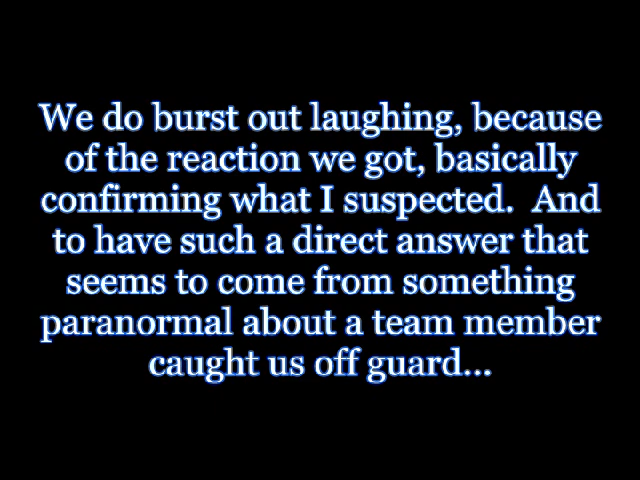 We do burst out laughing, because
of the reaction we got, basically
confirming what I suspected.  And
to have such a direct answer that
seems to come from something
paranormal about a team member
caught us off guard...